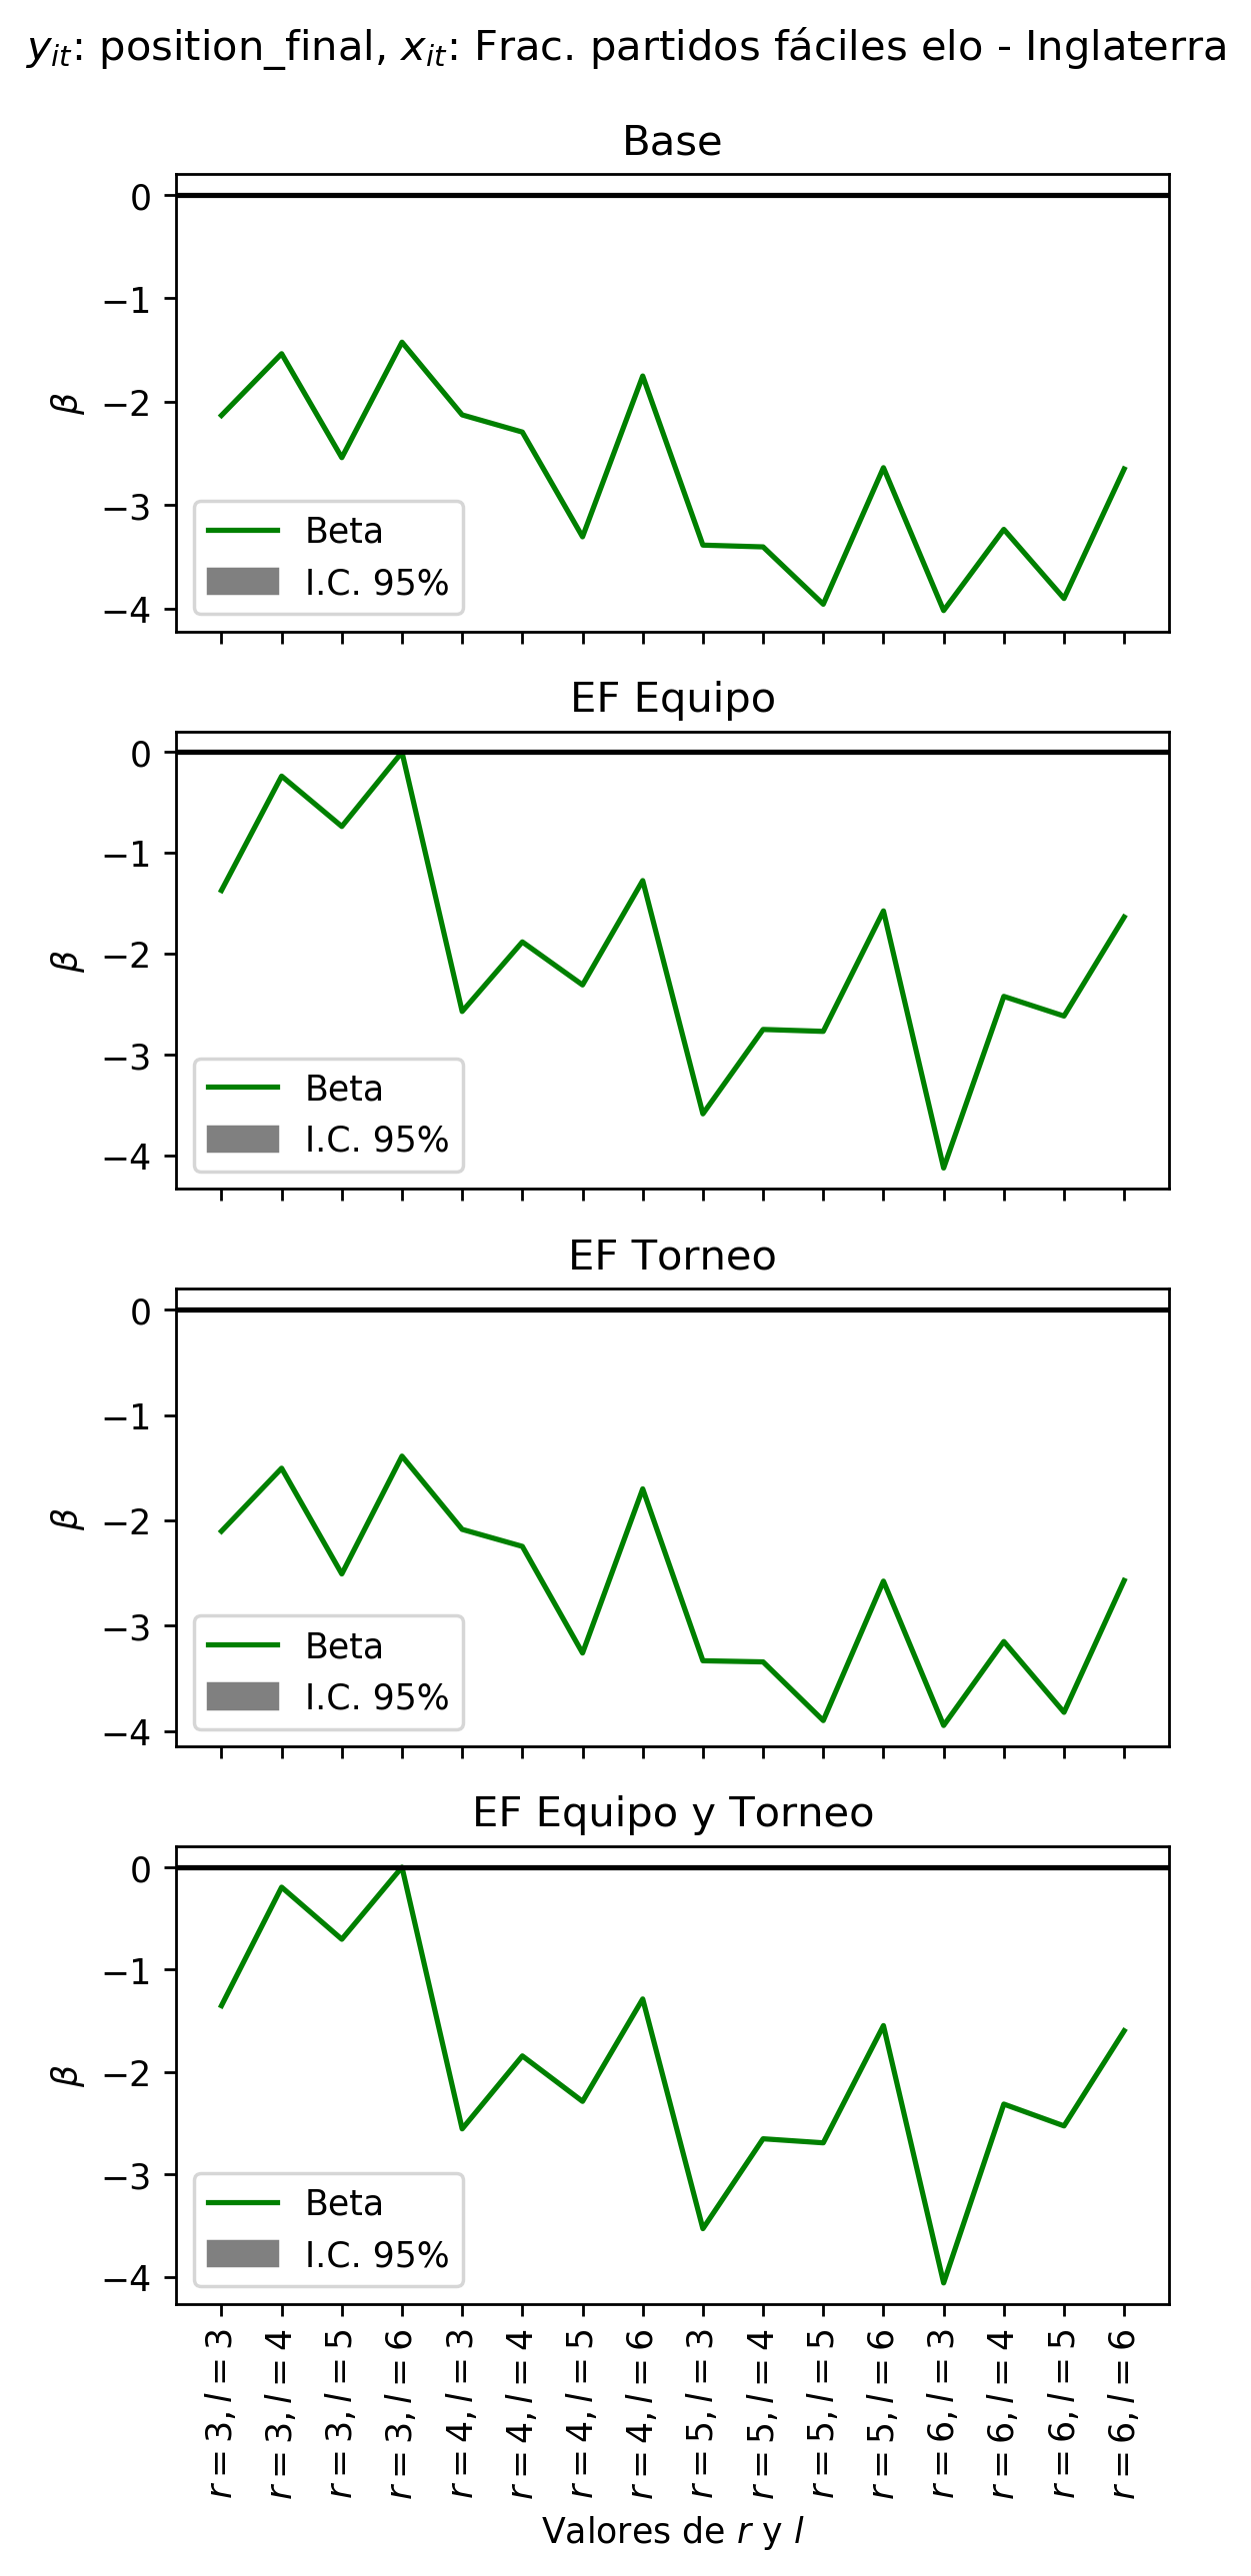 y_it: position_final, x_it: Frac. partidos fáciles elo - Inglaterra
Base
0
−1
−2
−3
−4
β
Beta
I.C. 95%
EF Equipo
0
−1
−2
−3
−4
β
Beta
I.C. 95%
EF Torneo
0
−1
−2
−3
−4
β
Beta
I.C. 95%
EF Equipo y Torneo
0
−1
−2
−3
−4
β
Beta
I.C. 95%
r = 3, l = 3
r = 3, l = 4
r = 3, l = 5
r = 3, l = 6
r = 4, l = 3
r = 4, l = 4
r = 4, l = 5
r = 4, l = 6
r = 5, l = 3
r = 5, l = 4
r = 5, l = 5
r = 5, l = 6
r = 6, l = 3
r = 6, l = 4
r = 6, l = 5
r = 6, l = 6
Valores de r y l